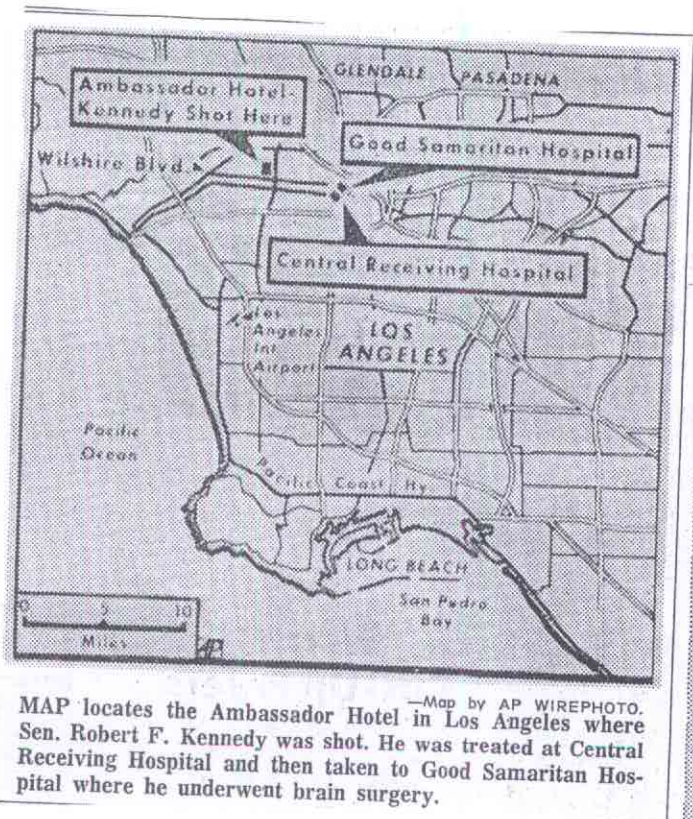 GLENDALE PASADENA
Ambassador Hotel-
Kennedy Shot Here
Good Samaritan Hospital
Wilshire Blvd.
Central Receiving Hospital
Los
Angeles
Int
Airport
LOS
ANGELES
Pacific
Ocean
Pacific Coast Hy
LONG BEACH
San Pedro
Bay
0 5 10
Miles
AP
—Map by AP WIREPHOTO.
MAP locates the Ambassador Hotel in Los Angeles where
Sen. Robert F. Kennedy was shot. He was treated at Central
Receiving Hospital and then taken to Good Samaritan Hos-
pital where he underwent brain surgery.